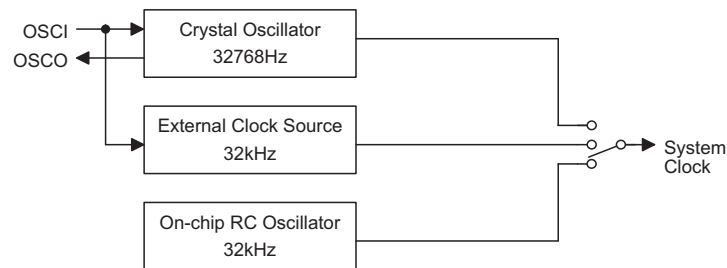 OSCI
OSCO
Crystal Oscillator
32768Hz
External Clock Source
32kHz
On-chip RC Oscillator
32kHz
System
Clock